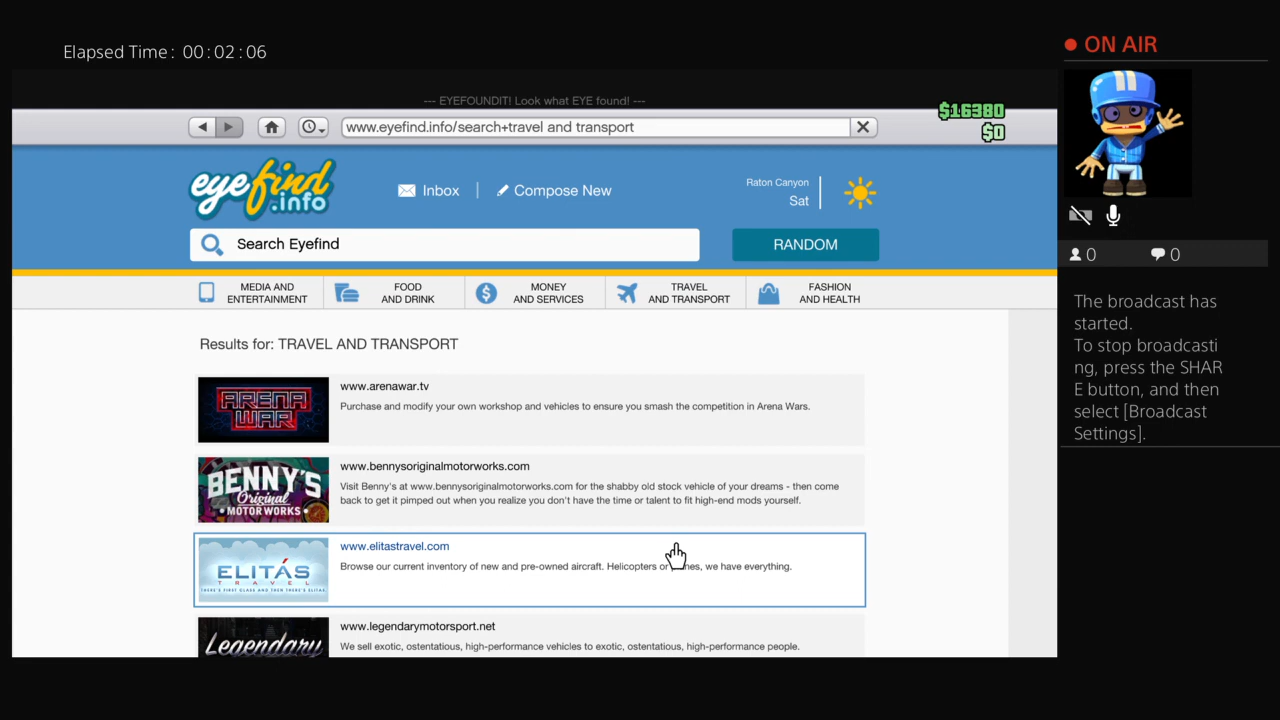 Elapsed Time: 00:02:06
ON AIR
--- EYEFOUNDIT! Look what EYE found! ---
$16380
www.eyefind.info/search+travel and transport
$0
eyefind
.info
Inbox
Compose New
Raton Canyon
Sat
Search Eyefind
RANDOM
0
0
MEDIA AND
ENTERTAINMENT
FOOD
AND DRINK
MONEY
AND SERVICES
TRAVEL
AND TRANSPORT
FASHION
AND HEALTH
Results for: TRAVEL AND TRANSPORT
ARENA
WAR
www.arenawar.tv
Purchase and modify your own workshop and vehicles to ensure you smash the competition in Arena Wars.
BENNY'S
Original
MOTORWORKS
www.bennysoriginalmotorworks.com
Visit Benny's at www.bennysoriginalmotorworks.com for the shabby old stock vehicle of your dreams - then come
back to get it pimped out when you realize you don't have the time or talent to fit high-end mods yourself.
ELITÁS
TRAVEL
THERE'S FIRST CLASS AND THEN THERE'S ELITAS
www.elitastravel.com
Browse our current inventory of new and pre-owned aircraft. Helicopters or nes, we have everything.
Legendary
www.legendarymotorsport.net
We sell exotic, ostentatious, high-performance vehicles to exotic, ostentatious, high-performance people.
The broadcast has
started.
To stop broadcasti
ng, press the SHAR
E button, and then
select [Broadcast
Settings].